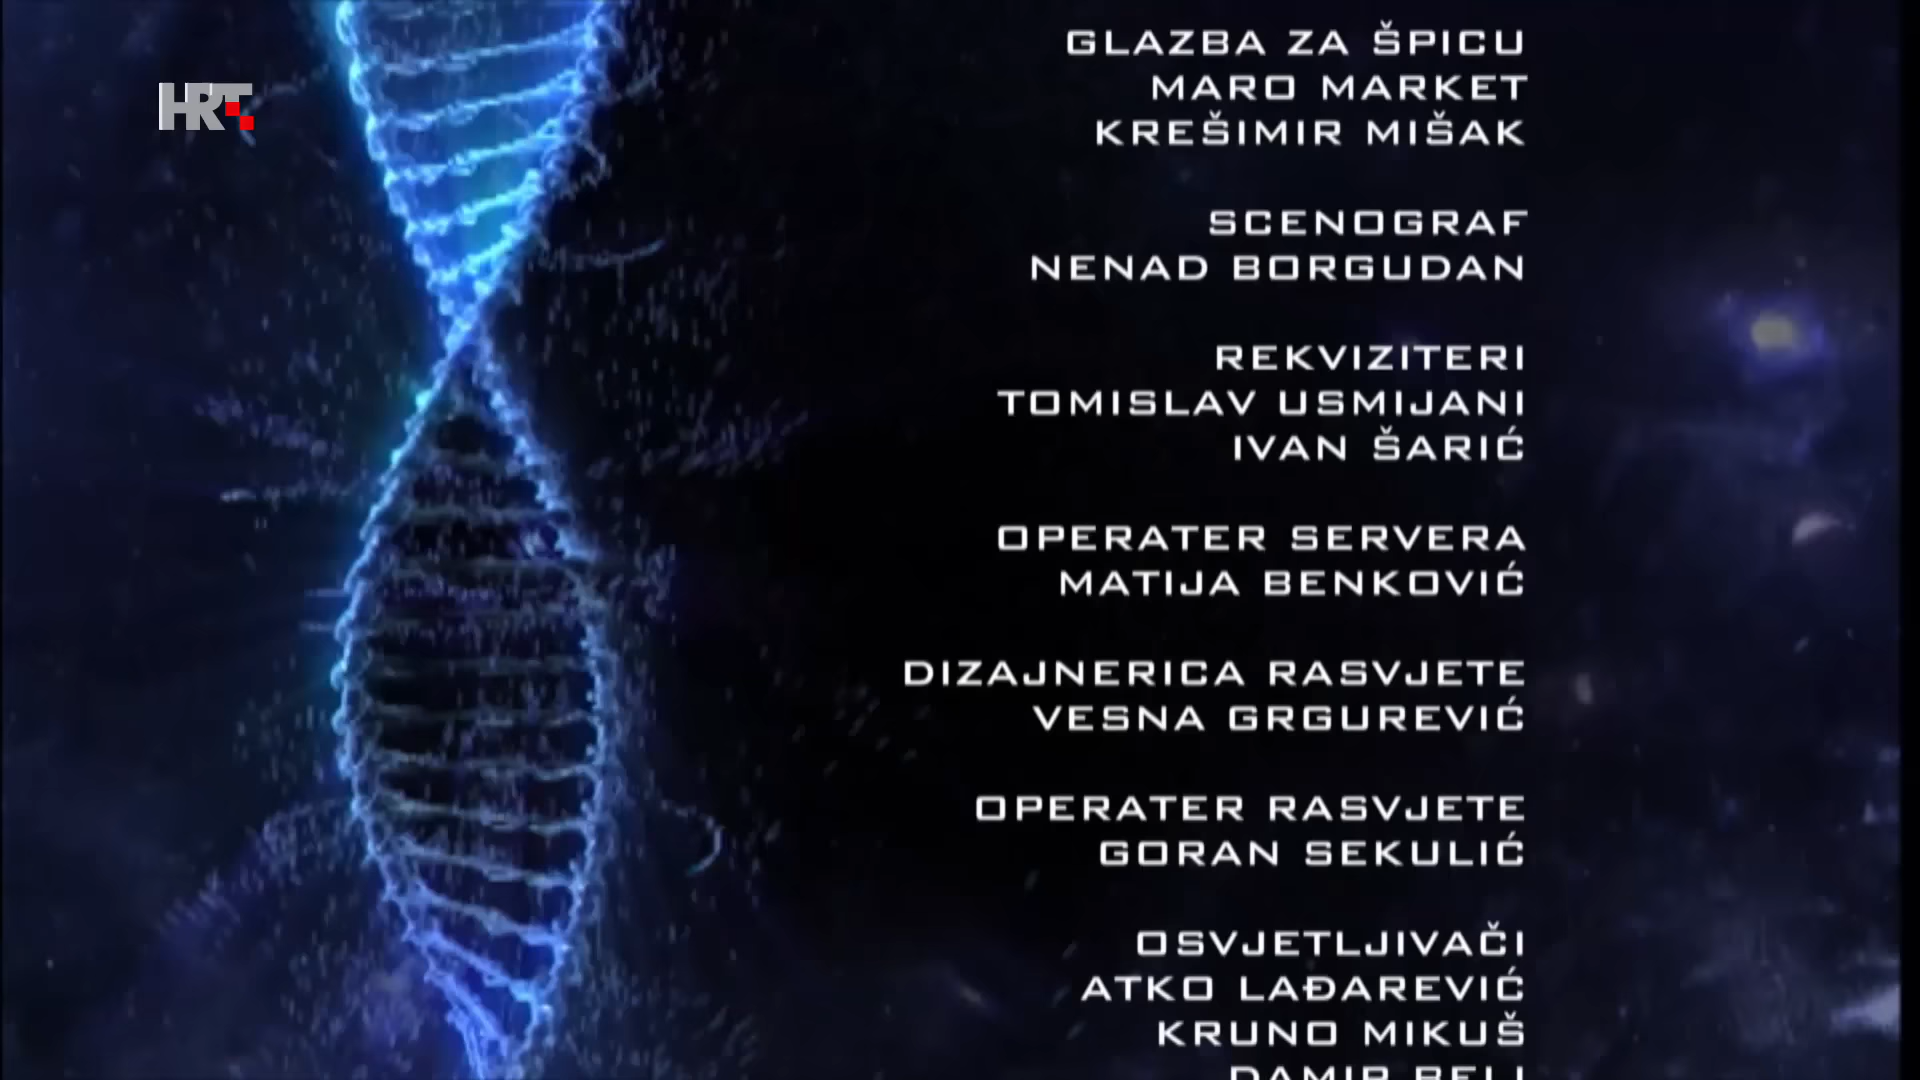 HRT
GLAZBA ZA ŠPICU
MARO MARKET
KREŠIMIR MIŠAK
SCENOGRAF
NENAD BORGUDAN
REKVIZITERI
TOMISLAV USMIJANI
IVAN ŠARIĆ
OPERATER SERVERA
MATIJA BENKOVIĆ
DIZAJNERICA RASVJETE
VESNA GRGUREVIĆ
OPERATER RASVJETE
GORAN SEKULIĆ
OSVJETLJIVAČI
ATKO LAĐAREVIĆ
KRUNO MIKUŠ
DAMIR